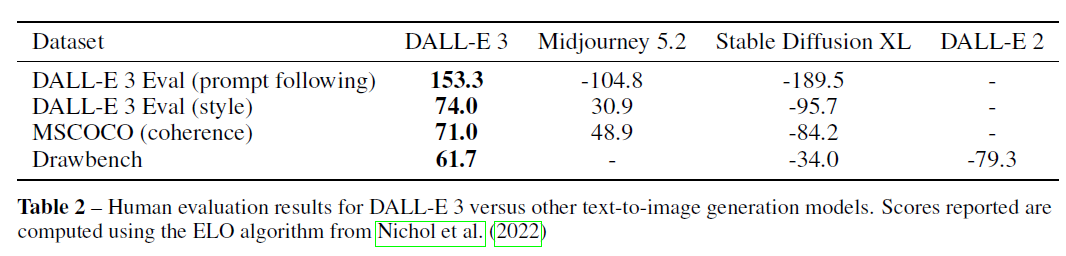 Dataset DALL-E 3 Midjourney 5.2 Stable Diffusion XL DALL-E 2
DALL-E 3 Eval (prompt following) 153.3 -104.8 -189.5 -
DALL-E 3 Eval (style) 74.0 30.9 -95.7 -
MSCOCO (coherence) 71.0 48.9 -84.2 -
Drawbench 61.7 - -34.0 -79.3
Table 2 – Human evaluation results for DALL-E 3 versus other text-to-image generation models. Scores reported are
computed using the ELO algorithm from Nichol et al. (2022)